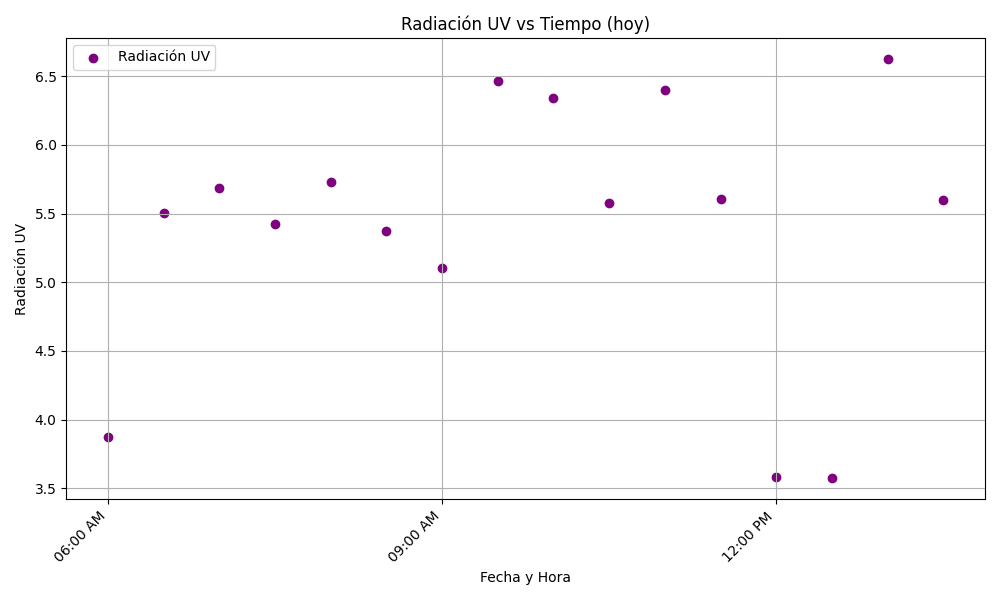 Radiación UV vs Tiempo (hoy)
Radiación UV
6.5
6.0
5.5
5.0
4.5
4.0
3.5
Radiación UV
06:00 AM
09:00 AM
12:00 PM
Fecha y Hora